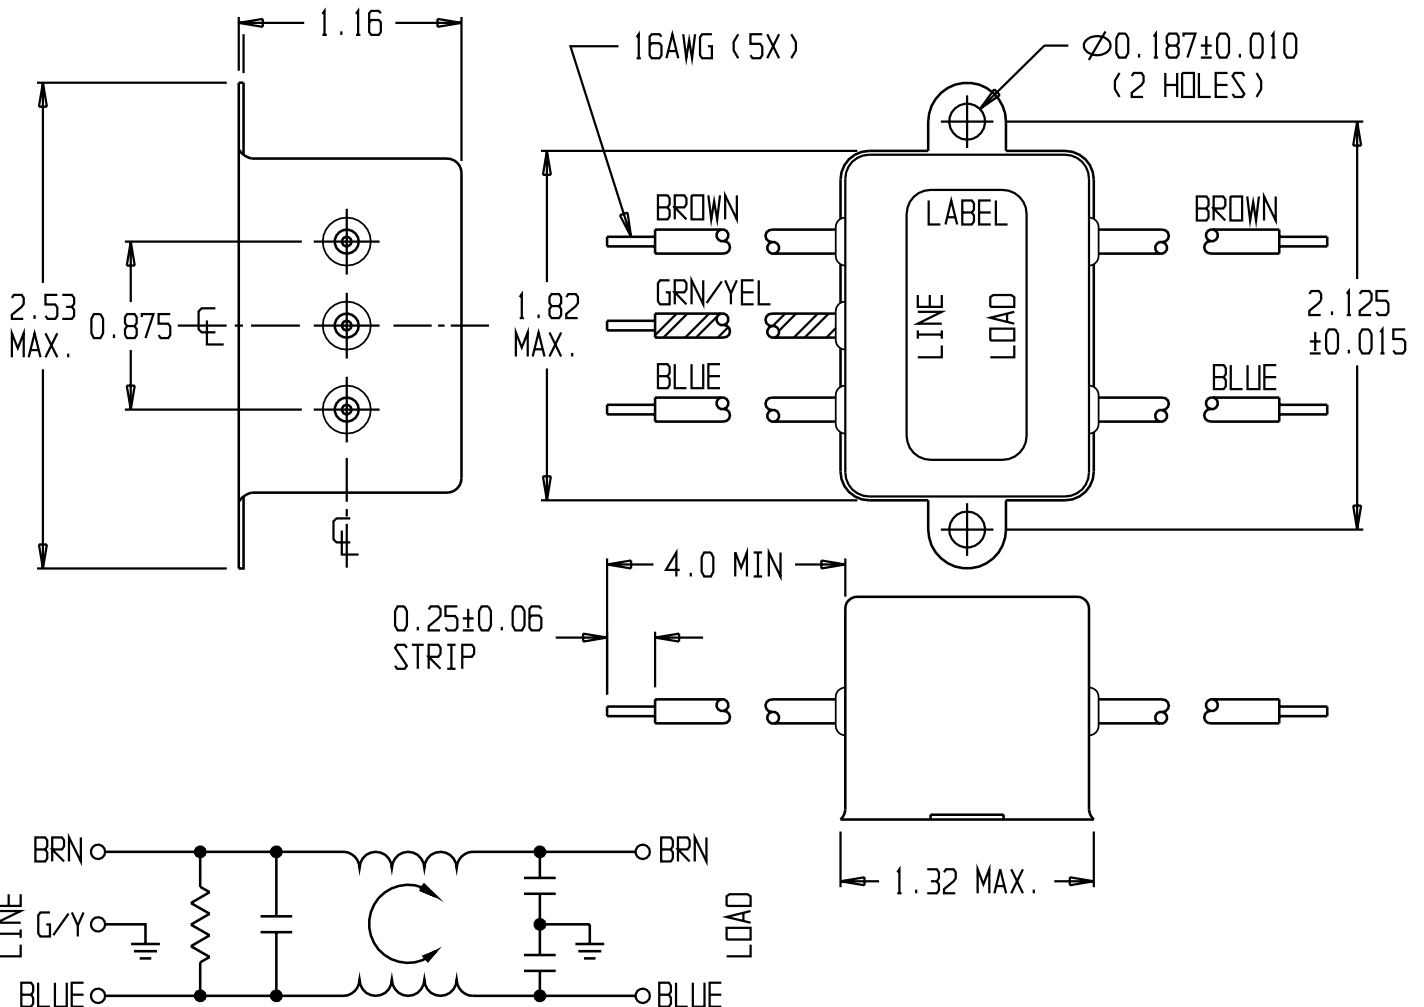 1.16
16AWG (5X)
Ø0.187±0.010
(2 HOLES)
BROWN
LABEL
BROWN
GRN/YEL
2.53
MAX.
0.875
℄
1.82
MAX.
LINE
LOAD
2.125
±0.015
BLUE
BLUE
℄
4.0 MIN
0.25±0.06
STRIP
1.32 MAX.
BRN
BRN
LINE
G/Y
LOAD
BLUE
BLUE